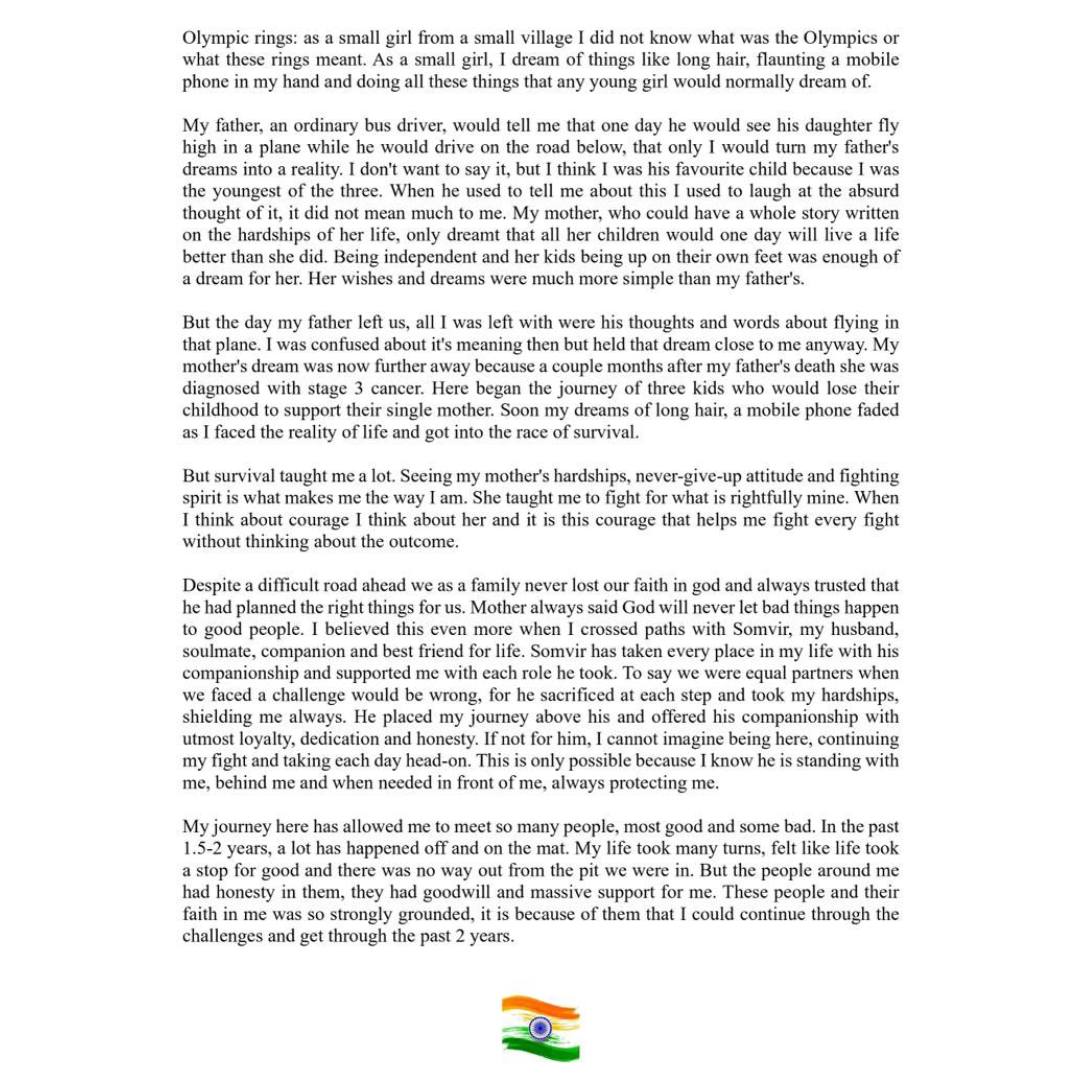 Olympic rings: as a small girl from a small village I did not know what was the Olympics or
what these rings meant. As a small girl, I dream of things like long hair, flaunting a mobile
phone in my hand and doing all these things that any young girl would normally dream of.
My father, an ordinary bus driver, would tell me that one day he would see his daughter fly
high in a plane while he would drive on the road below, that only I would turn my father's
dreams into a reality. I don't want to say it, but I think I was his favourite child because I was
the youngest of the three. When he used to tell me about this I used to laugh at the absurd
thought of it, it did not mean much to me. My mother, who could have a whole story written
on the hardships of her life, only dreamt that all her children would one day will live a life
better than she did. Being independent and her kids being up on their own feet was enough of
a dream for her. Her wishes and dreams were much more simple than my father's.
But the day my father left us, all I was left with were his thoughts and words about flying in
that plane. I was confused about it's meaning then but held that dream close to me anyway. My
mother's dream was now further away because a couple months after my father's death she was
diagnosed with stage 3 cancer. Here began the journey of three kids who would lose their
childhood to support their single mother. Soon my dreams of long hair, a mobile phone faded
as I faced the reality of life and got into the race of survival.
But survival taught me a lot. Seeing my mother's hardships, never-give-up attitude and fighting
spirit is what makes me the way I am. She taught me to fight for what is rightfully mine. When
I think about courage I think about her and it is this courage that helps me fight every fight
without thinking about the outcome.
Despite a difficult road ahead we as a family never lost our faith in god and always trusted that
he had planned the right things for us. Mother always said God will never let bad things happen
to good people. I believed this even more when I crossed paths with Somvir, my husband,
soulmate, companion and best friend for life. Somvir has taken every place in my life with his
companionship and supported me with each role he took. To say we were equal partners when
we faced a challenge would be wrong, for he sacrificed at each step and took my hardships,
shielding me always. He placed my journey above his and offered his companionship with
utmost loyalty, dedication and honesty. If not for him, I cannot imagine being here, continuing
my fight and taking each day head-on. This is only possible because I know he is standing with
me, behind me and when needed in front of me, always protecting me.
My journey here has allowed me to meet so many people, most good and some bad. In the past
1.5-2 years, a lot has happened off and on the mat. My life took many turns, felt like life took
a stop for good and there was no way out from the pit we were in. But the people around me
had honesty in them, they had goodwill and massive support for me. These people and their
faith in me was so strongly grounded, it is because of them that I could continue through the
challenges and get through the past 2 years.